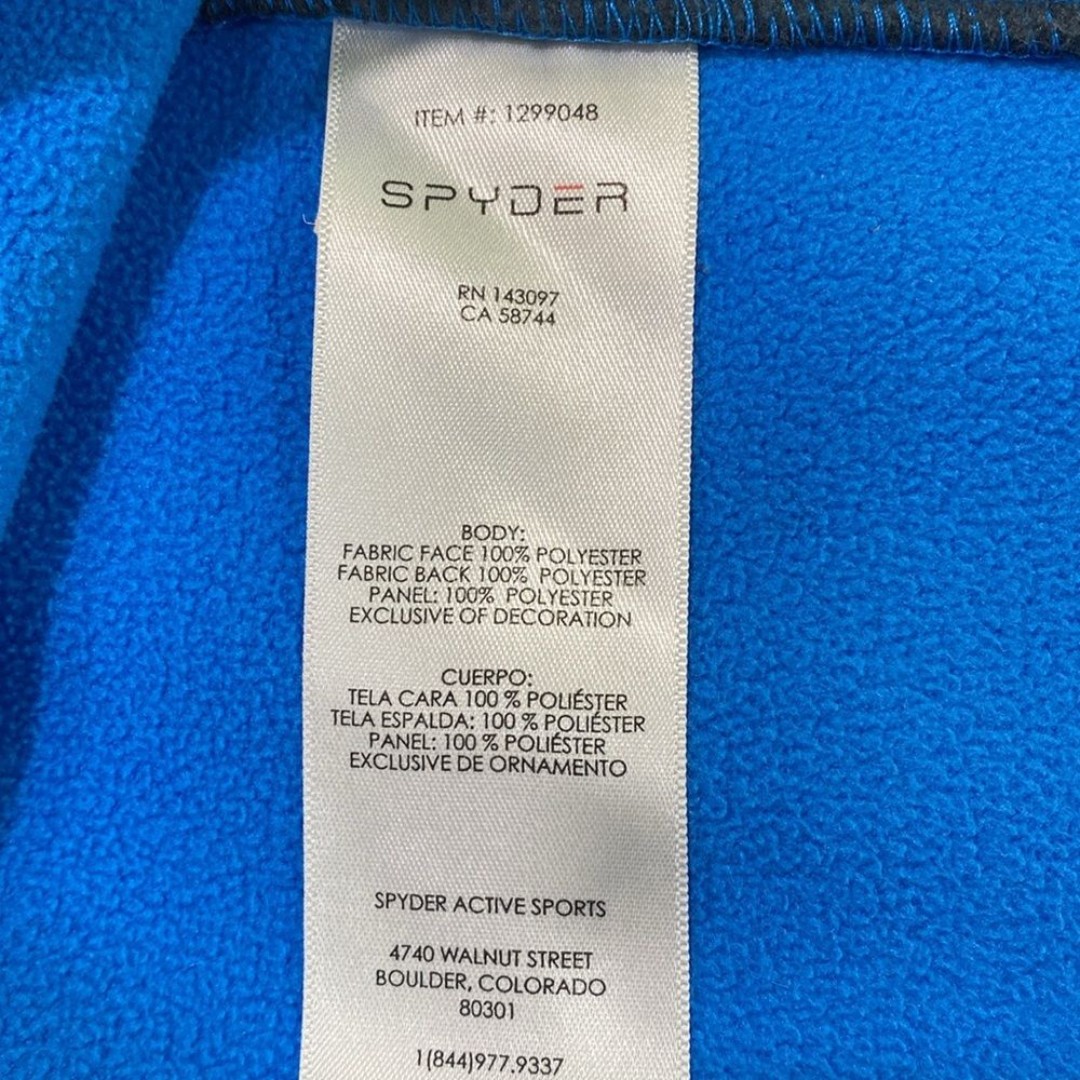 ITEM #: 1299048
SPYDER
RN 143097
CA 58744
BODY:
FABRIC FACE 100% POLYESTER
FABRIC BACK 100% POLYESTER
PANEL: 100% POLYESTER
EXCLUSIVE OF DECORATION
CUERPO:
TELA CARA 100 % POLIÉSTER
TELA ESPALDA: 100 % POLIÉSTER
PANEL: 100 % POLIÉSTER
EXCLUSIVE DE ORNAMENTO
SPYDER ACTIVE SPORTS
4740 WALNUT STREET
BOULDER, COLORADO
80301
1(844)977.9337